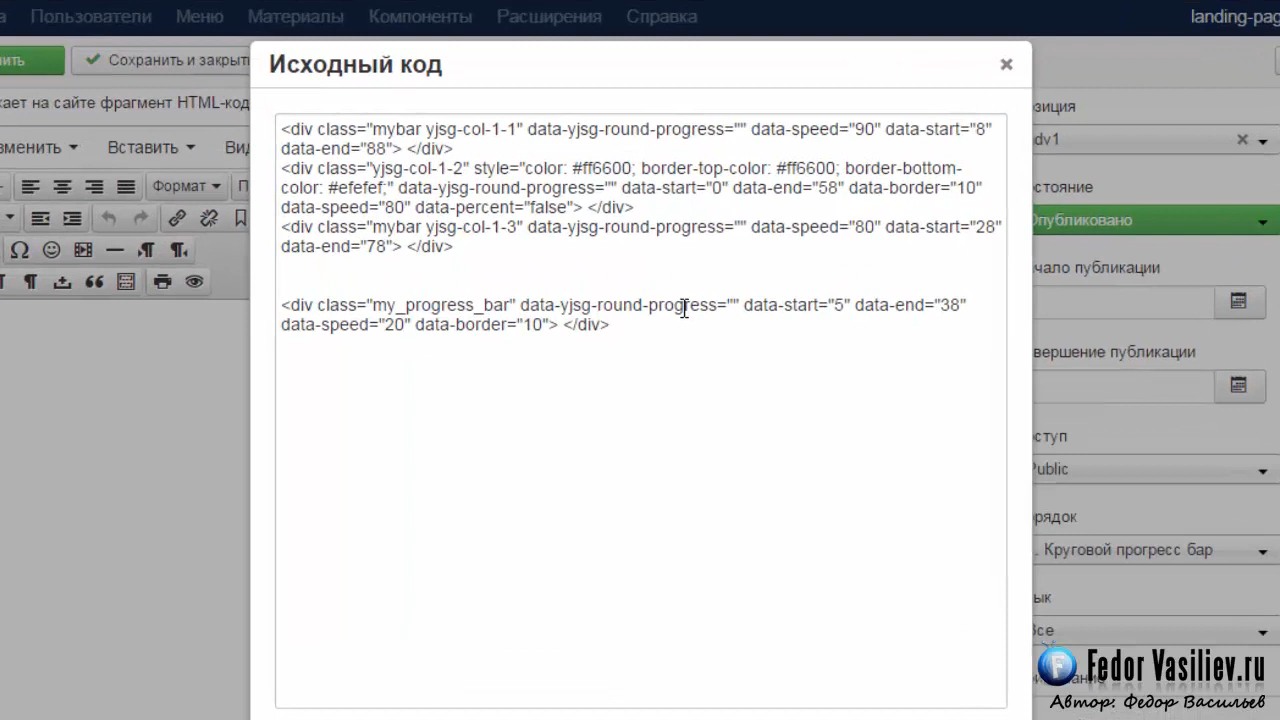 Пользователи Меню Материалы Компоненты Расширения Справка landing-pag
ить Сохранить и закрыть
Исходный код
кает на сайте фрагмент HTML-код
зменить Вставить Вид
Формат
<div class="mybar yjsg-col-1-1" data-yjsg-round-progress="" data-speed="90" data-start="8"
data-end="88"> </div>
<div class="yjsg-col-1-2" style="color: #ff6600; border-top-color: #ff6600; border-bottom-
color: #efefef;" data-yjsg-round-progress="" data-start="0" data-end="58" data-border="10"
data-speed="80" data-percent="false"> </div>
<div class="mybar yjsg-col-1-3" data-yjsg-round-progress="" data-speed="80" data-start="28"
data-end="78"> </div>
<div class="my_progress_bar" data-yjsg-round-progress="" data-start="5" data-end="38"
data-speed="20" data-border="10"> </div>
озиция
dv1
остояние
Опубликовано
ачало публикации
вершение публикации
оступ
Public
рядок
. Круговой прогресс бар
ык
Все
Fedor Vasiliev.ru
Автор: Федор Васильев